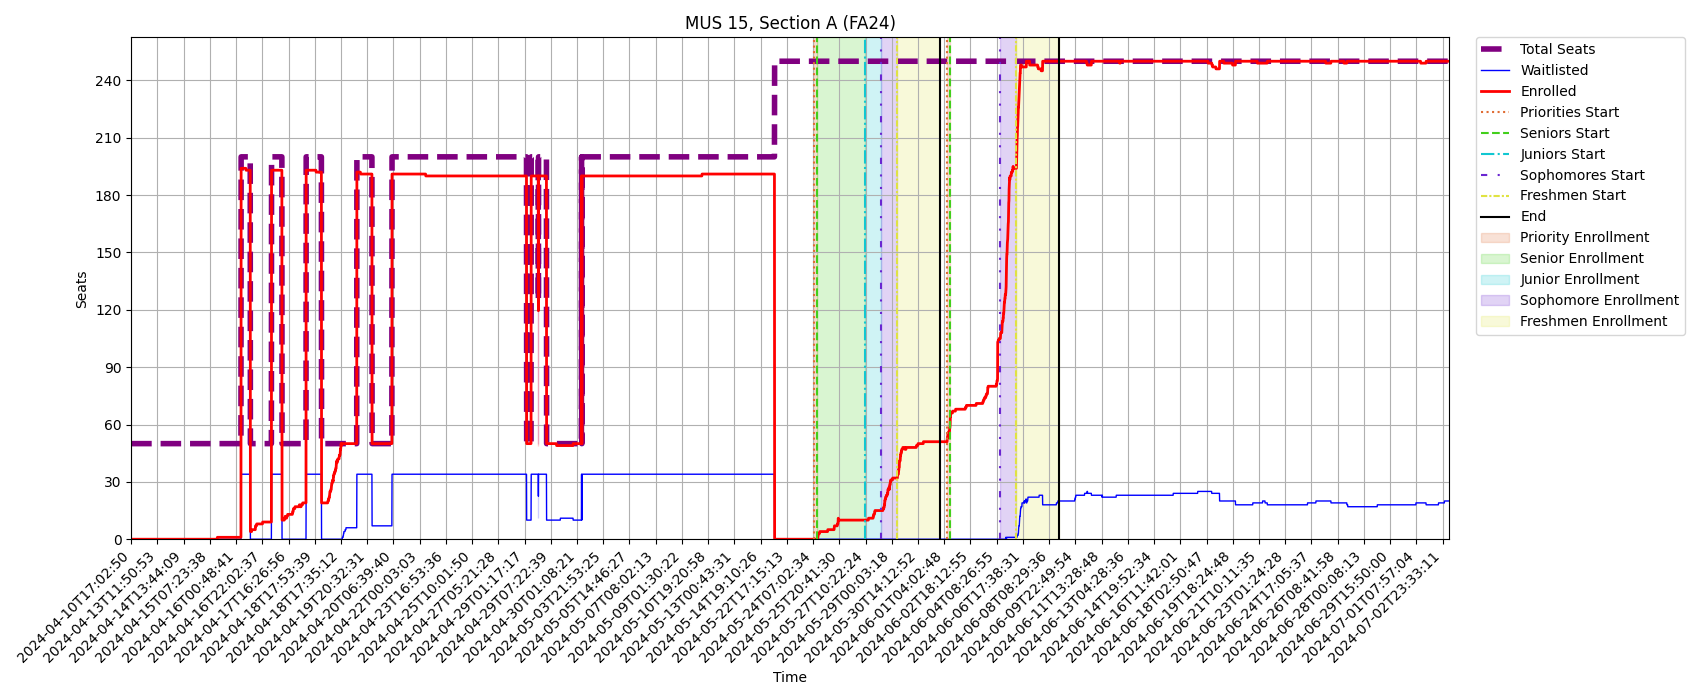 MUS 15, Section A (FA24)
Seats
240
210
180
150
120
90
60
30
0
2024-04-10T17:02:50
2024-04-13T11:50:53
2024-04-14T13:44:09
2024-04-15T07:23:38
2024-04-16T00:48:41
2024-04-16T22:02:37
2024-04-17T16:26:56
2024-04-18T17:53:39
2024-04-18T17:35:12
2024-04-19T20:32:31
2024-04-20T06:39:40
2024-04-22T00:03:03
2024-04-23T16:53:36
2024-04-25T10:01:50
2024-04-27T05:21:28
2024-04-29T01:17:17
2024-04-29T07:22:39
2024-04-30T01:08:21
2024-05-03T21:53:25
2024-05-05T14:46:27
2024-05-07T08:02:13
2024-05-09T01:30:22
2024-05-10T19:20:58
2024-05-13T00:43:31
2024-05-14T19:10:26
2024-05-22T17:15:13
2024-05-24T07:02:34
2024-05-25T20:41:30
2024-05-27T10:22:24
2024-05-29T00:03:18
2024-05-30T14:12:52
2024-06-01T04:02:48
2024-06-02T18:12:55
2024-06-04T08:26:55
2024-06-06T17:38:31
2024-06-08T08:29:36
2024-06-09T22:49:54
2024-06-11T13:28:48
2024-06-13T04:28:36
2024-06-14T19:52:34
2024-06-16T11:42:01
2024-06-18T02:50:47
2024-06-19T18:24:48
2024-06-21T10:11:35
2024-06-23T01:24:28
2024-06-24T17:05:37
2024-06-26T08:41:58
2024-06-28T00:08:13
2024-06-29T15:50:00
2024-07-01T07:57:04
2024-07-02T23:33:11
Time
Total Seats
Waitlisted
Enrolled
Priorities Start
Seniors Start
Juniors Start
Sophomores Start
Freshmen Start
End
Priority Enrollment
Senior Enrollment
Junior Enrollment
Sophomore Enrollment
Freshmen Enrollment